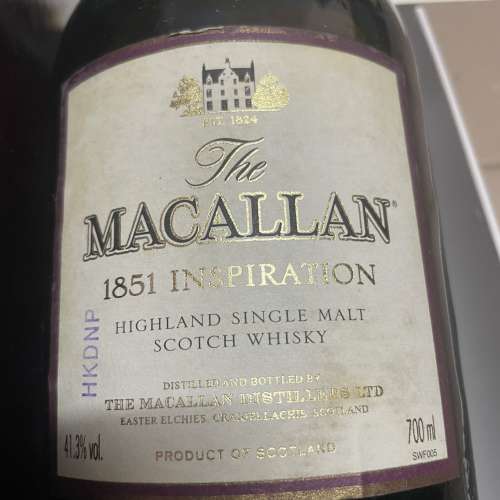 EST. 1824
The
MACALLAN®
1851 INSPIRATION
HIGHLAND SINGLE MALT
SCOTCH WHISKY
HKDNP
DISTILLED AND BOTTLED BY
THE MACALLAN DISTILLERS LTD
EASTER ELCHIES, CRAIGELLACHIE, SCOTLAND
41.3% vol.
700 ml
SWF005
PRODUCT OF SCOTLAND